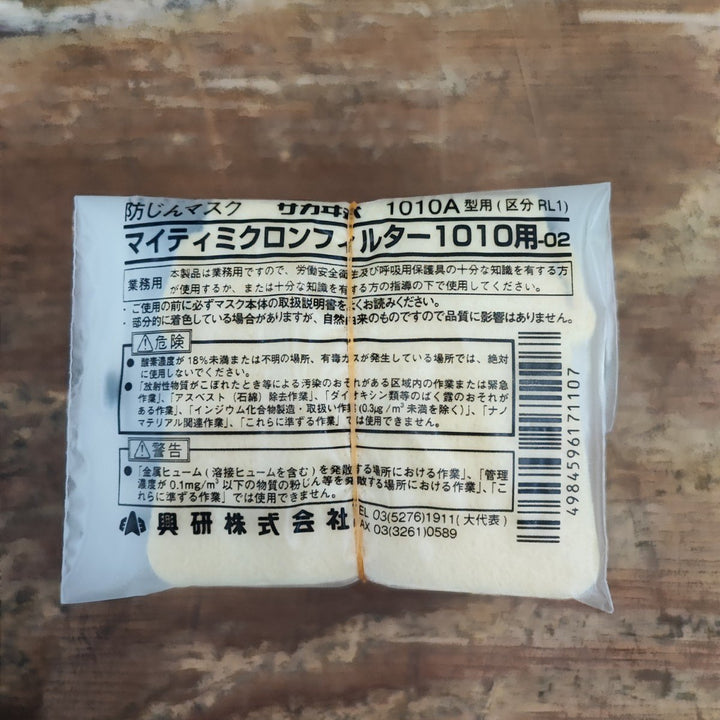 防じんマスク サカヰ式 1010A 型用(区分 RL1)
マイティミクロンフィルター1010用-02
業務用
本製品は業務用ですので、労働安全衛生及び呼吸用保護具の十分な知識を有する方
が使用するか、または十分な知識を有する方の指導の下で使用してください。
・ご使用の前に必ずマスク本体の取扱説明書をよくお読みください。
・部分的に着色している場合がありますが、自然由来のものですので品質に影響はありません。
危険
● 酸素濃度が18%未満または不明の場所、有毒ガスが発生している場所では、絶対
に使用しないでください。
● 「放射性物質がこぼれたとき等による汚染のおそれがある区域内の作業または緊急
作業」、「アスベスト(石綿)除去作業」、「ダイオキシン類等のばく露のおそれが
ある作業」、「インジウム化合物製造・取扱い作業(0.3μg/m³未満を除く)」、「ナノ
マテリアル関連作業」、「これらに準ずる作業」では使用できません。
警告
● 「金属ヒューム(溶接ヒュームを含む)を発散する場所における作業」、「管理
濃度が0.1mg/m³以下の物質の粉じん等を発散する場所における作業」、「こ
れらに準ずる作業」では使用できません。
興研株式会社
TEL 03(5276)1911(大代表)
FAX 03(3261)0589
4984596171107